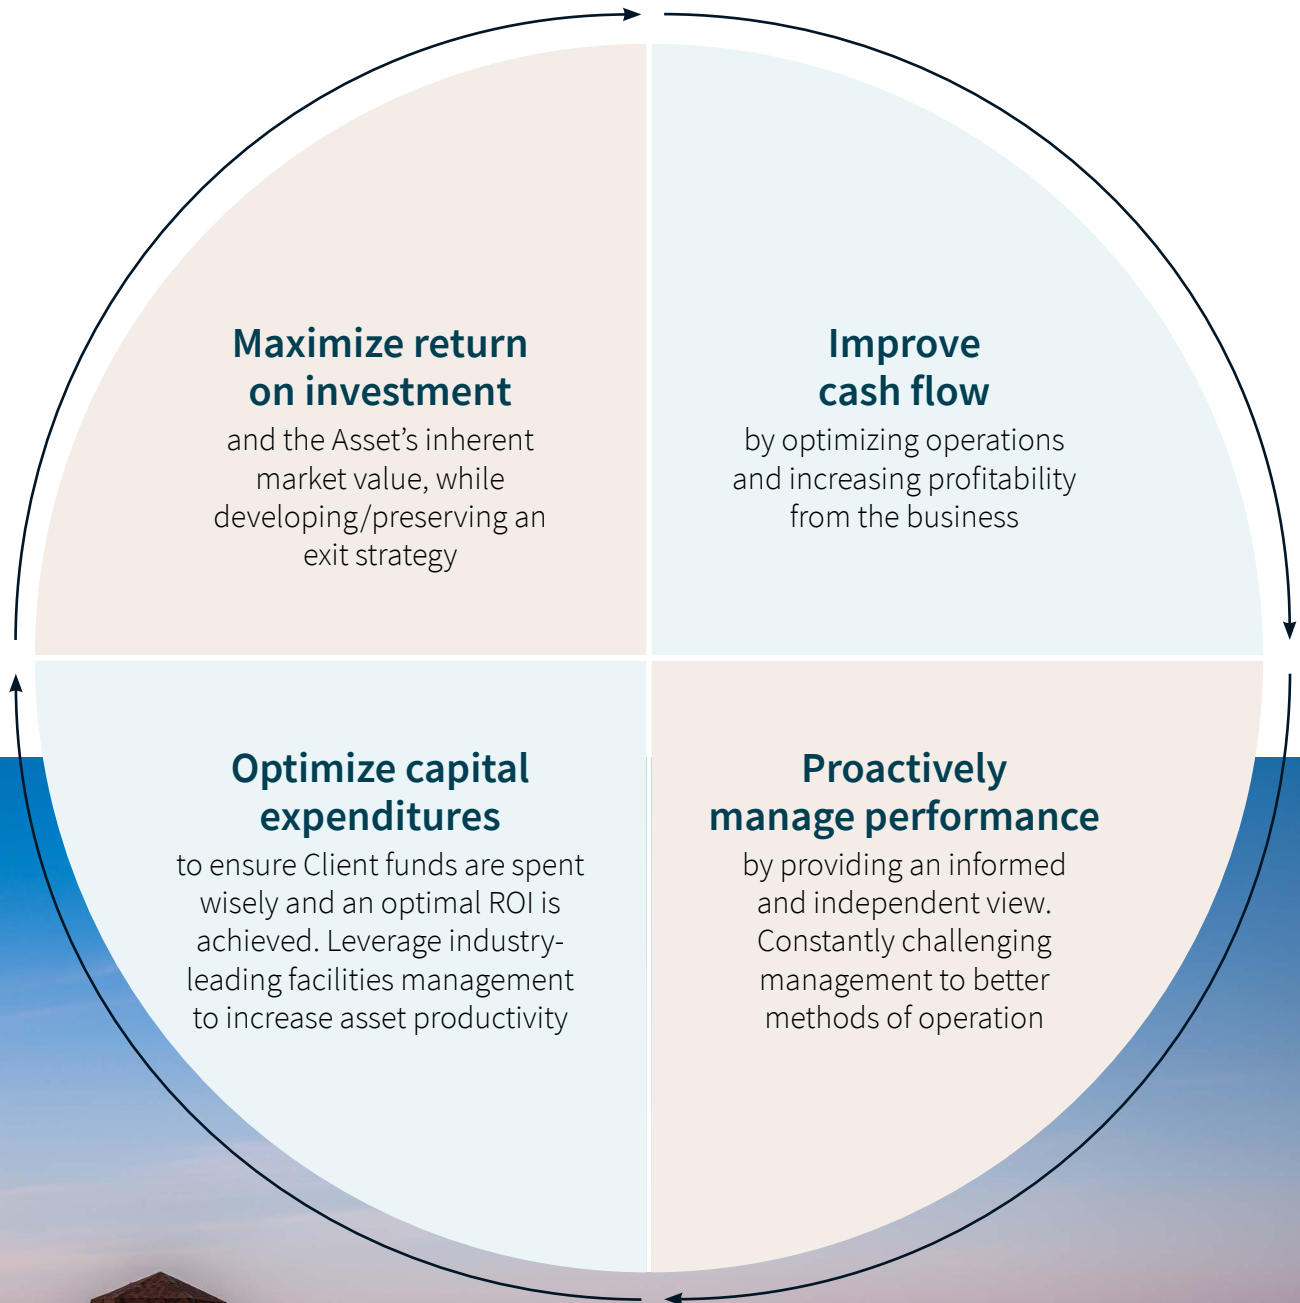 Maximize return
on investment
and the Asset’s inherent
market value, while
developing/preserving an
exit strategy
Improve
cash flow
by optimizing operations
and increasing profitability
from the business
Optimize capital
expenditures
to ensure Client funds are spent
wisely and an optimal ROI is
achieved. Leverage industry-
leading facilities management
to increase asset productivity
Proactively
manage performance
by providing an informed
and independent view.
Constantly challenging
management to better
methods of operation